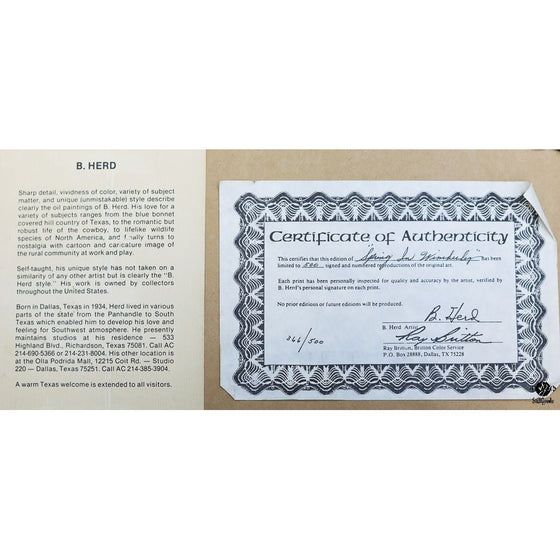 B. HERD
Sharp detail, vividness of color, variety of subject
matter, and unique (unmistakable) style describe
clearly the oil paintings of B. Herd. His love for a
variety of subjects ranges from the blue bonnet
covered hill country of Texas, to the romantic but
robust life of the cowboy, to lifelike wildlife
species of North America, and finally turns to
nostalgia with cartoon and caricature image of
the rural community at work and play.
Self-taught, his unique style has not taken on a
similarity of any other artist but is clearly the "B.
Herd style." His work is owned by collectors
throughout the United States.
Born in Dallas, Texas in 1934, Herd lived in various
parts of the state from the Panhandle to South
Texas which enabled him to develop his love and
feeling for Southwest atmosphere. He presently
maintains studios at his residence — 533
Highland Blvd., Richardson, Texas 75081. Call AC
214-690-5366 or 214-231-8004. His other location is
at the Olla Podrida Mall, 12215 Coit Rd. — Studio
220 — Dallas, Texas 75251. Call AC 214-385-3904.
A warm Texas welcome is extended to all visitors.
Certificate of Authenticity
This certifies that this edition of "Spring In Wimberley" has been
limited to 500 signed and numbered reproductions of the original art.
Each print has been personally inspected for quality and accuracy by the artist, verified by
B. Herd's personal signature on each print.
No prior editions or future editions will be produced.
B. Herd
B. Herd Artist
366/500
Ray Britton
Ray Britton, Britton Color Service
P.O. Box 28888, Dallas, TX 75228